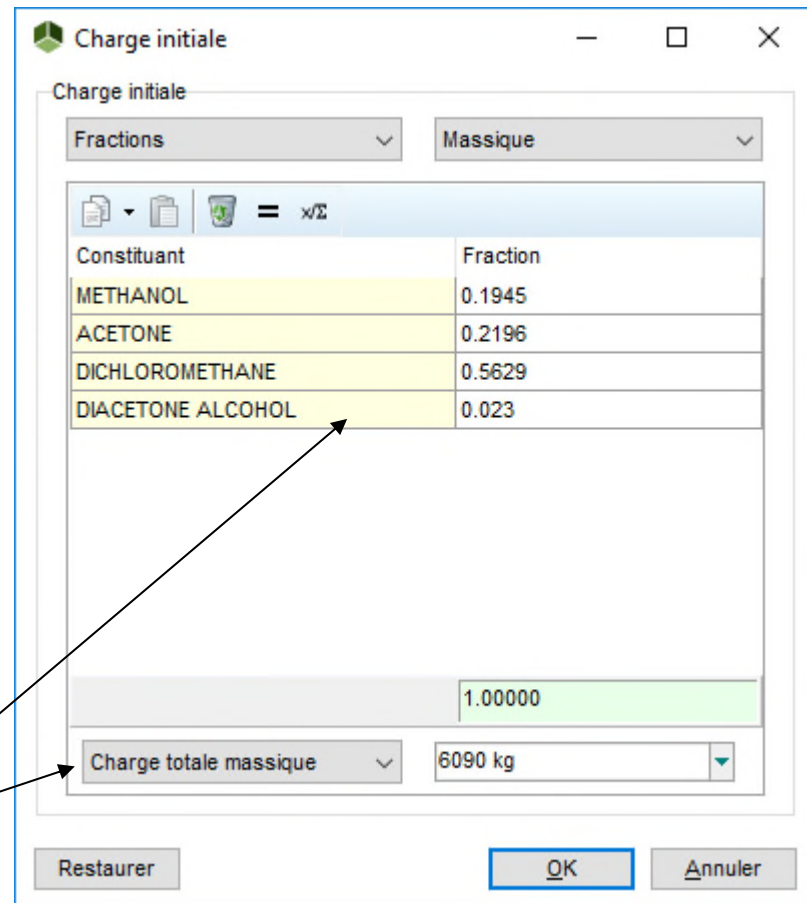 Charge initiale
Charge initiale
Fractions Massique
= x/Σ
Constituant Fraction
METHANOL 0.1945
ACETONE 0.2196
DICHLOROMETHANE 0.5629
DIACETONE ALCOHOL 0.023
1.00000
Charge totale massique 6090 kg
Restaurer OK Annuler